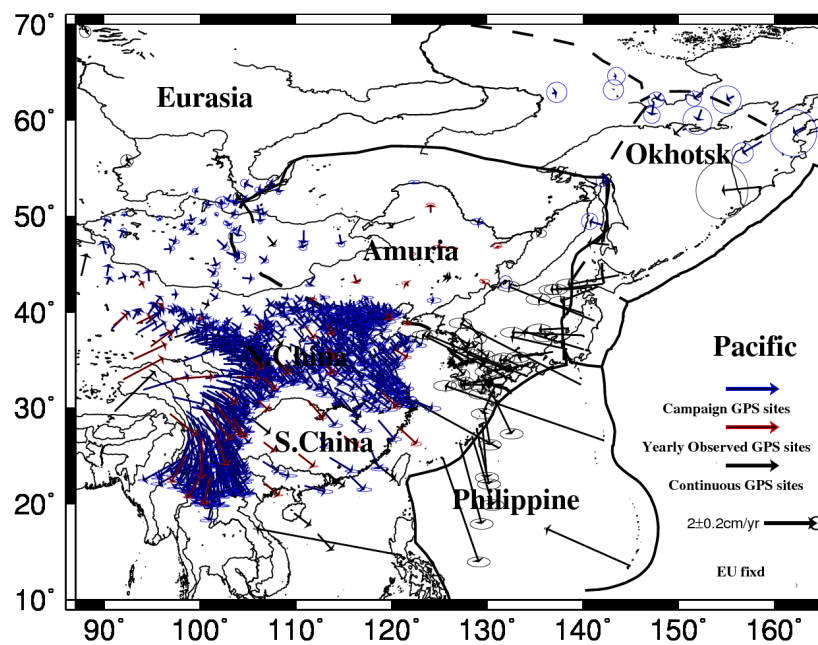 70°
60°
50°
40°
30°
20°
10°
Eurasia
Okhotsk
Amuria
N.China
S.China
Philippine
Pacific
Campaign GPS sites
Yearly Observed GPS sites
Continuous GPS sites
2±0.2cm/yr
EU fixd
90° 100° 110° 120° 130° 140° 150° 160°